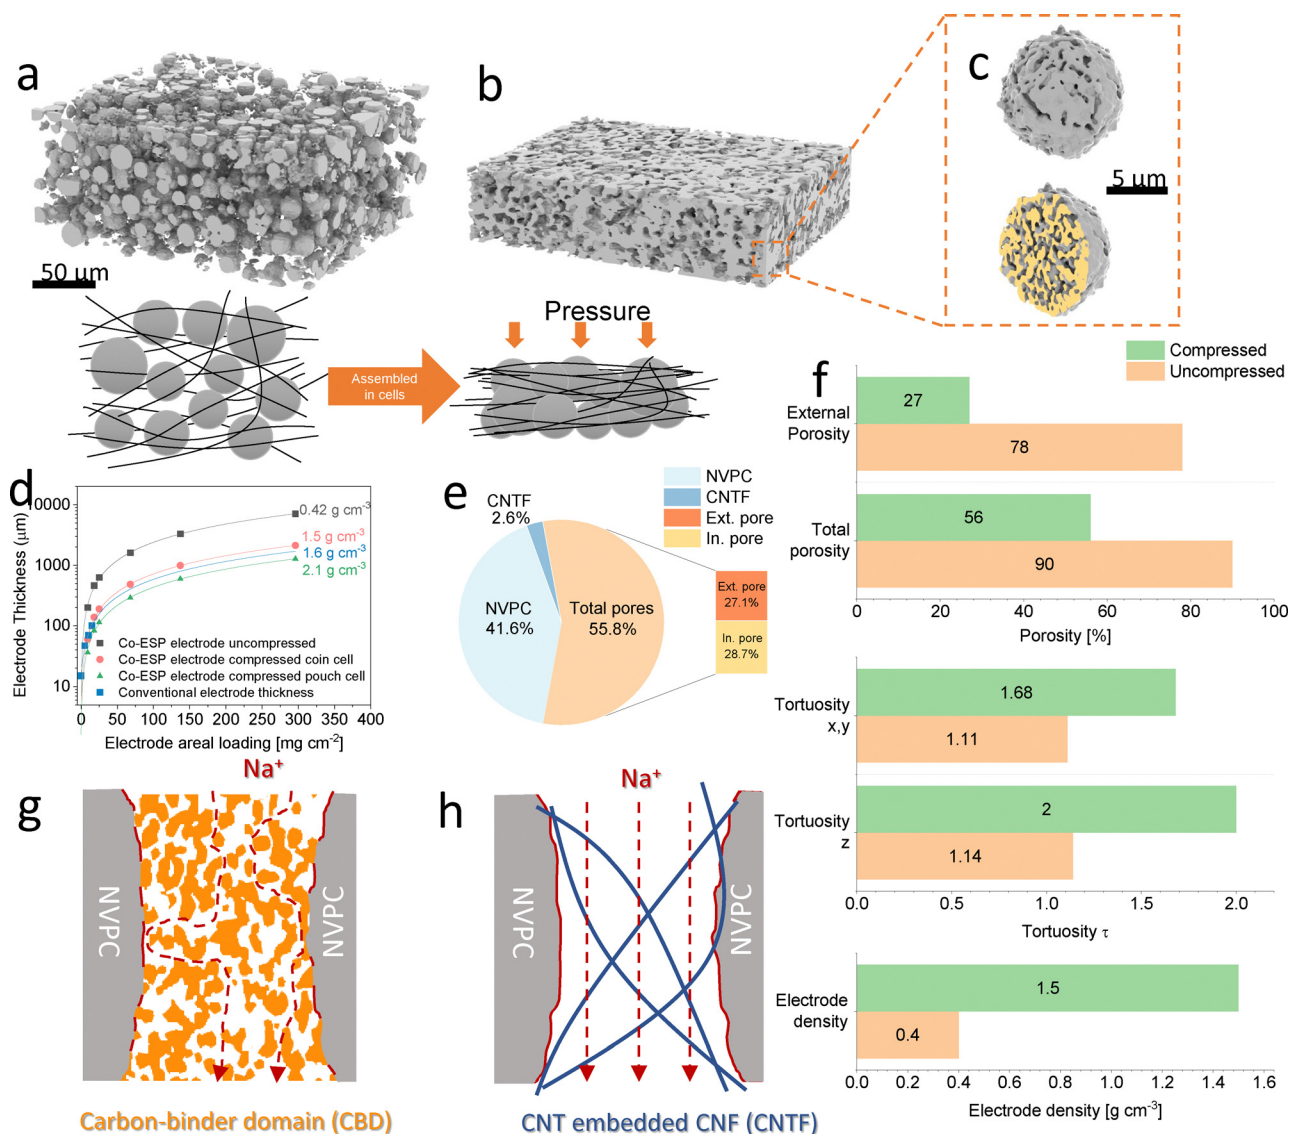 a
b
c
50 µm
5 µm
Pressure
Assembled
in cells
d
Electrode Thickness (µm)
10000
1000
100
10
0.42 g cm⁻³
1.5 g cm⁻³
1.6 g cm⁻³
2.1 g cm⁻³
Co-ESP electrode uncompressed
Co-ESP electrode compressed coin cell
Co-ESP electrode compressed pouch cell
Conventional electrode thickness
0 50 100 150 200 250 300 350 400
Electrode areal loading [mg cm⁻²]
e
NVPC
CNTF
Ext. pore
In. pore
CNTF
2.6%
NVPC
41.6%
Total pores
55.8%
Ext. pore
27.1%
In. pore
28.7%
f
Compressed
Uncompressed
External
Porosity
27
78
Total
porosity
56
90
0 20 40 60 80 100
Porosity [%]
Tortuosity
x,y
1.68
1.11
Tortuosity
z
2
1.14
0.0 0.5 1.0 1.5 2.0
Tortuosity τ
Electrode
density
1.5
0.4
0.0 0.2 0.4 0.6 0.8 1.0 1.2 1.4 1.6
Electrode density [g cm⁻³]
g
Na⁺
NVPC
NVPC
Carbon-binder domain (CBD)
h
Na⁺
NVPC
NVPC
CNT embedded CNF (CNTF)